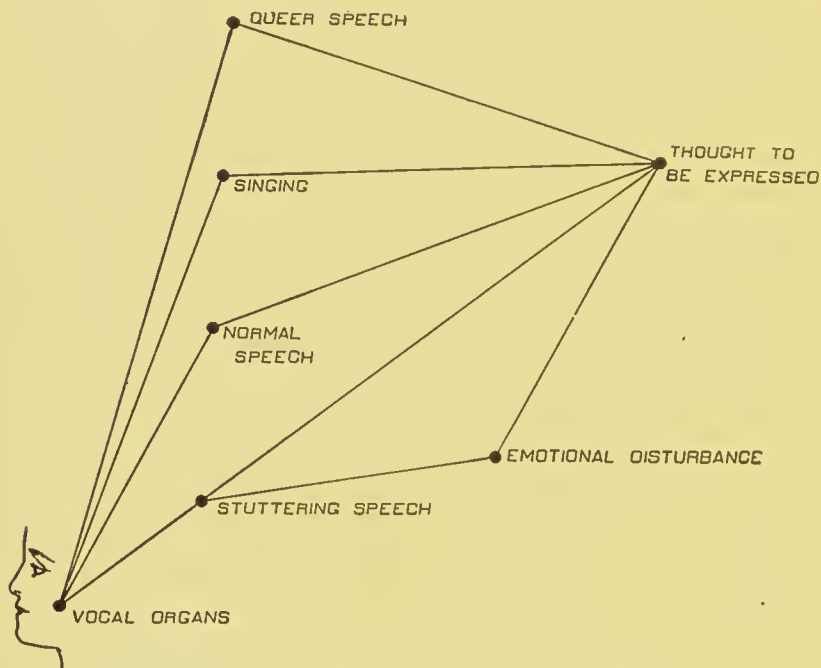 QUEER SPEECH
THOUGHT TO
BE EXPRESSED
SINGING
NORMAL
SPEECH
EMOTIONAL DISTURBANCE
STUTTERING SPEECH
VOCAL ORGANS